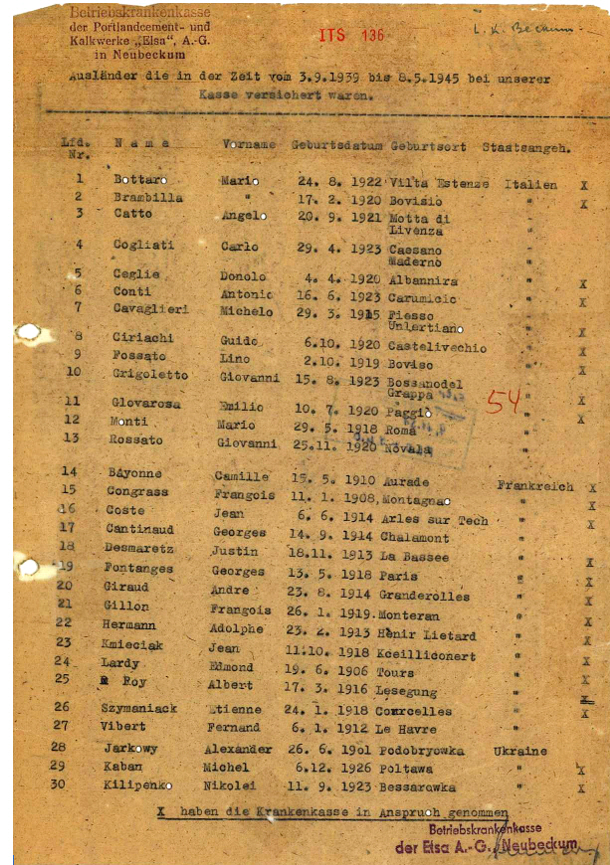 Betriebskrankenkasse
der Portlandcement- und
Kalkwerke „Elsa“, A.-G.
in Neubeckum
ITS 136
L. K. Beckum
Ausländer die in der Zeit vom 3.9.1939 bis 8.5.1945 bei unserer
Kasse versichert waren.
Lfd. Nr. N a m e Vorname Geburtsdatum Geburtsort Staatsangeh.
1 Bottaro Mario 24. 8. 1922 Vilta Estenze Italien X
2 Brambilla " 17. 2. 1920 Bovisio " X
3 Catto Angelo 20. 9. 1921 Motta di Livenza "
4 Cogliati Carlo 29. 4. 1923 Cassano Maderno "
5 Ceglie Donolo 4. 4. 1920 Albannira " X
6 Conti Antonio 16. 6. 1923 Carumicio " X
7 Cavaglieri Michelo 29. 3. 1915 Fiesso Unlartiano "
8 Ciriachi Guido 6.10. 1920 Castelivechio " X
9 Fossato Lino 2.10. 1919 Boviso " X
10 Grigoletto Giovanni 15. 8. 1923 Bossanodel Grappa " X
11 Glovarosa Emilio 10. 7. 1920 Paggio " X
12 Monti Mario 29. 5. 1918 Roma " X
13 Rossato Giovanni 25.11. 1920 Novala "
54
14 Bayonne Camille 15. 5. 1910 Aurade Frankreich X
15 Congrass Frangois 11. 1. 1908 Montagnao " X
16 Coste Jean 6. 6. 1914 Arles sur Tech " X
17 Cantinaud Georges 14. 9. 1914 Chalamont "
18 Desmaretz Justin 18.11. 1913 La Bassee " X
19 Fontanges Georges 13. 5. 1918 Paris " X
20 Giraud Andre 23. 8. 1914 Granderolles " X
21 Gillon Frangois 26. 1. 1919 Monteran " X
22 Hermann Adolphe 23. 2. 1913 Henir Lietard " X
23 Kmieciak Jean 11.10. 1918 Kceilliconert " X
24 Lardy Edmond 19. 6. 1906 Tours " X
25 Roy Albert 17. 3. 1916 Lesegung " X
26 Szymaniack Etienne 24. 1. 1918 Courcelles " X
27 Vibert Fernand 6. 1. 1912 Le Havre "
28 Jarkowy Alexander 26. 6. 1901 Podobryowka Ukraine
29 Kaban Michel 6.12. 1926 Poltawa " X
30 Kilipenko Nikolei 11. 9. 1923 Bessarawka " X
X haben die Krankenkasse in Anspruch genommen
Betriebskrankenkasse
der Elsa A.-G., Neubeckum